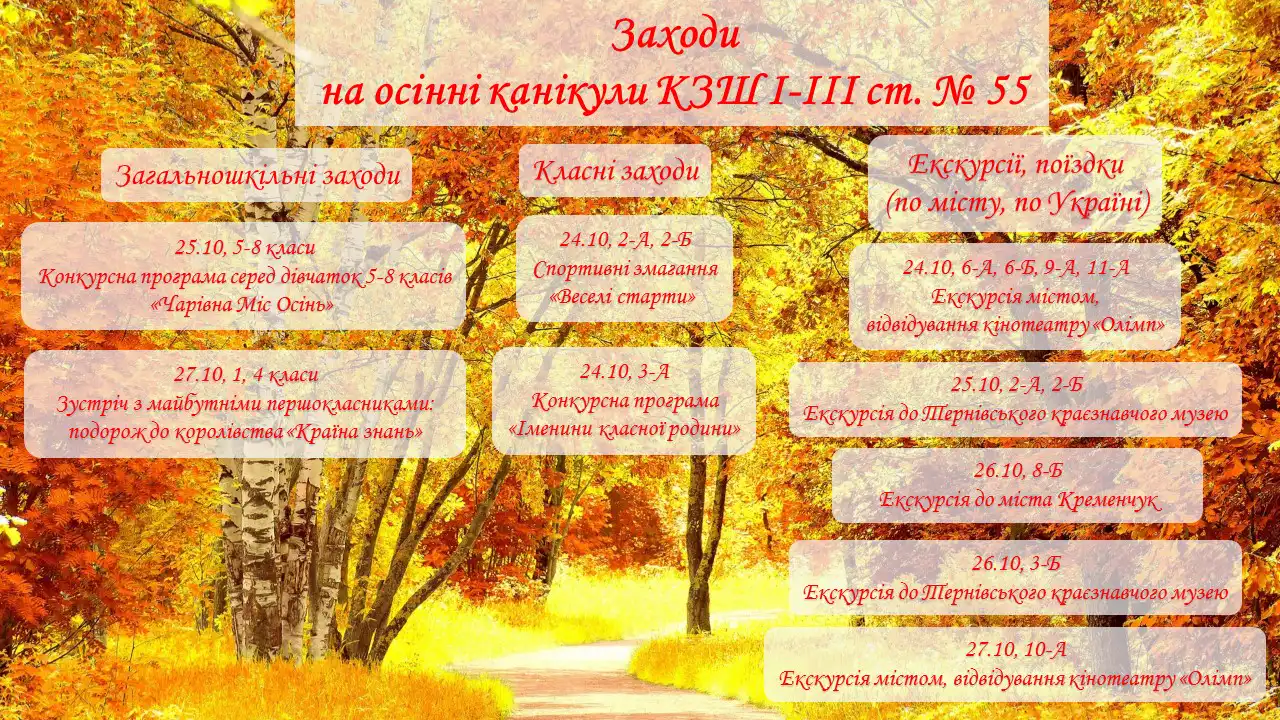 Заходи
на осінні канікули КЗШ І-ІІІ ст. № 55
Загальношкільні заходи
25.10, 5-8 класи
Конкурсна програма серед дівчаток 5-8 класів
«Чарівна Міс Осінь»
27.10, 1, 4 класи
Зустріч з майбутніми першокласниками:
подорож до королівства «Країна знань»
Класні заходи
24.10, 2-А, 2-Б
Спортивні змагання
«Веселі старти»
24.10, 3-А
Конкурсна програма
«Іменини класної родини»
Екскурсії, поїздки
(по місту, по Україні)
24.10, 6-А, 6-Б, 9-А, 11-А
Екскурсія містом,
відвідування кінотеатру «Олімп»
25.10, 2-А, 2-Б
Екскурсія до Тернівського краєзнавчого музею
26.10, 8-Б
Екскурсія до міста Кременчук
26.10, 3-Б
Екскурсія до Тернівського краєзнавчого музею
27.10, 10-А
Екскурсія містом, відвідування кінотеатру «Олімп»